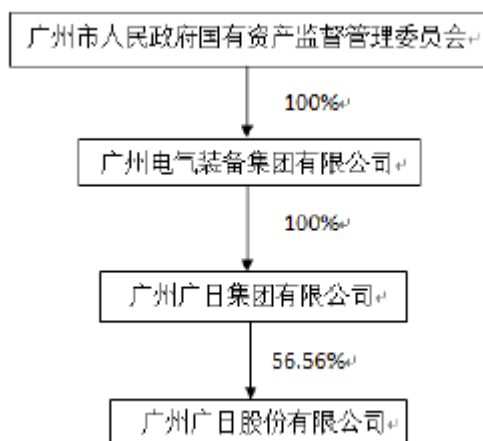 广州市人民政府国有资产监督管理委员会
100%
广州电气装备集团有限公司
100%
广州广日集团有限公司
56.56%
广州广日股份有限公司